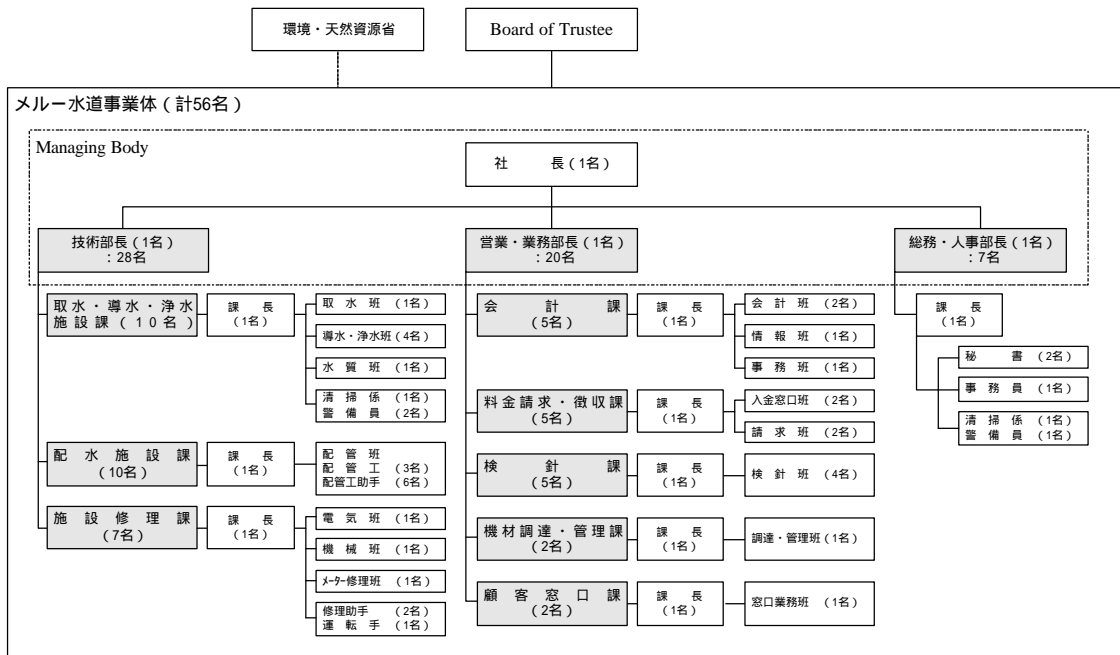 環境・天然資源省
Board of Trustee
メルー水道事業体(計56名)
Managing Body
社 長(1名)
技術部長(1名)
:28名
営業・業務部長(1名)
:20名
総務・人事部長(1名)
:7名
取水・導水・浄水
施設課(10名)
課 長
(1名)
取 水 班 (1名)
導水・浄水班(4名)
水 質 班 (1名)
清 掃 係 (1名)
警 備 員 (2名)
配 水 施 設 課
(10名)
課 長
(1名)
配 管 班
配 管 工 (3名)
配管工助手 (6名)
施 設 修 理 課
(7名)
課 長
(1名)
電 気 班 (1名)
機 械 班 (1名)
メーター修理班 (1名)
修理助手 (2名)
運 転 手 (1名)
会 計 課
(5名)
課 長
(1名)
会 計 班 (2名)
情 報 班 (1名)
事 務 班 (1名)
料金請求・徴収課
(5名)
課 長
(1名)
入金窓口班 (2名)
請 求 班 (2名)
検 針 課
(5名)
課 長
(1名)
検 針 班 (4名)
機材調達・管理課
(2名)
課 長
(1名)
調達・管理班(1名)
顧 客 窓 口 課
(2名)
課 長
(1名)
窓口業務班 (1名)
課 長
(1名)
秘 書 (2名)
事 務 員 (1名)
清 掃 係 (1名)
警 備 員 (1名)